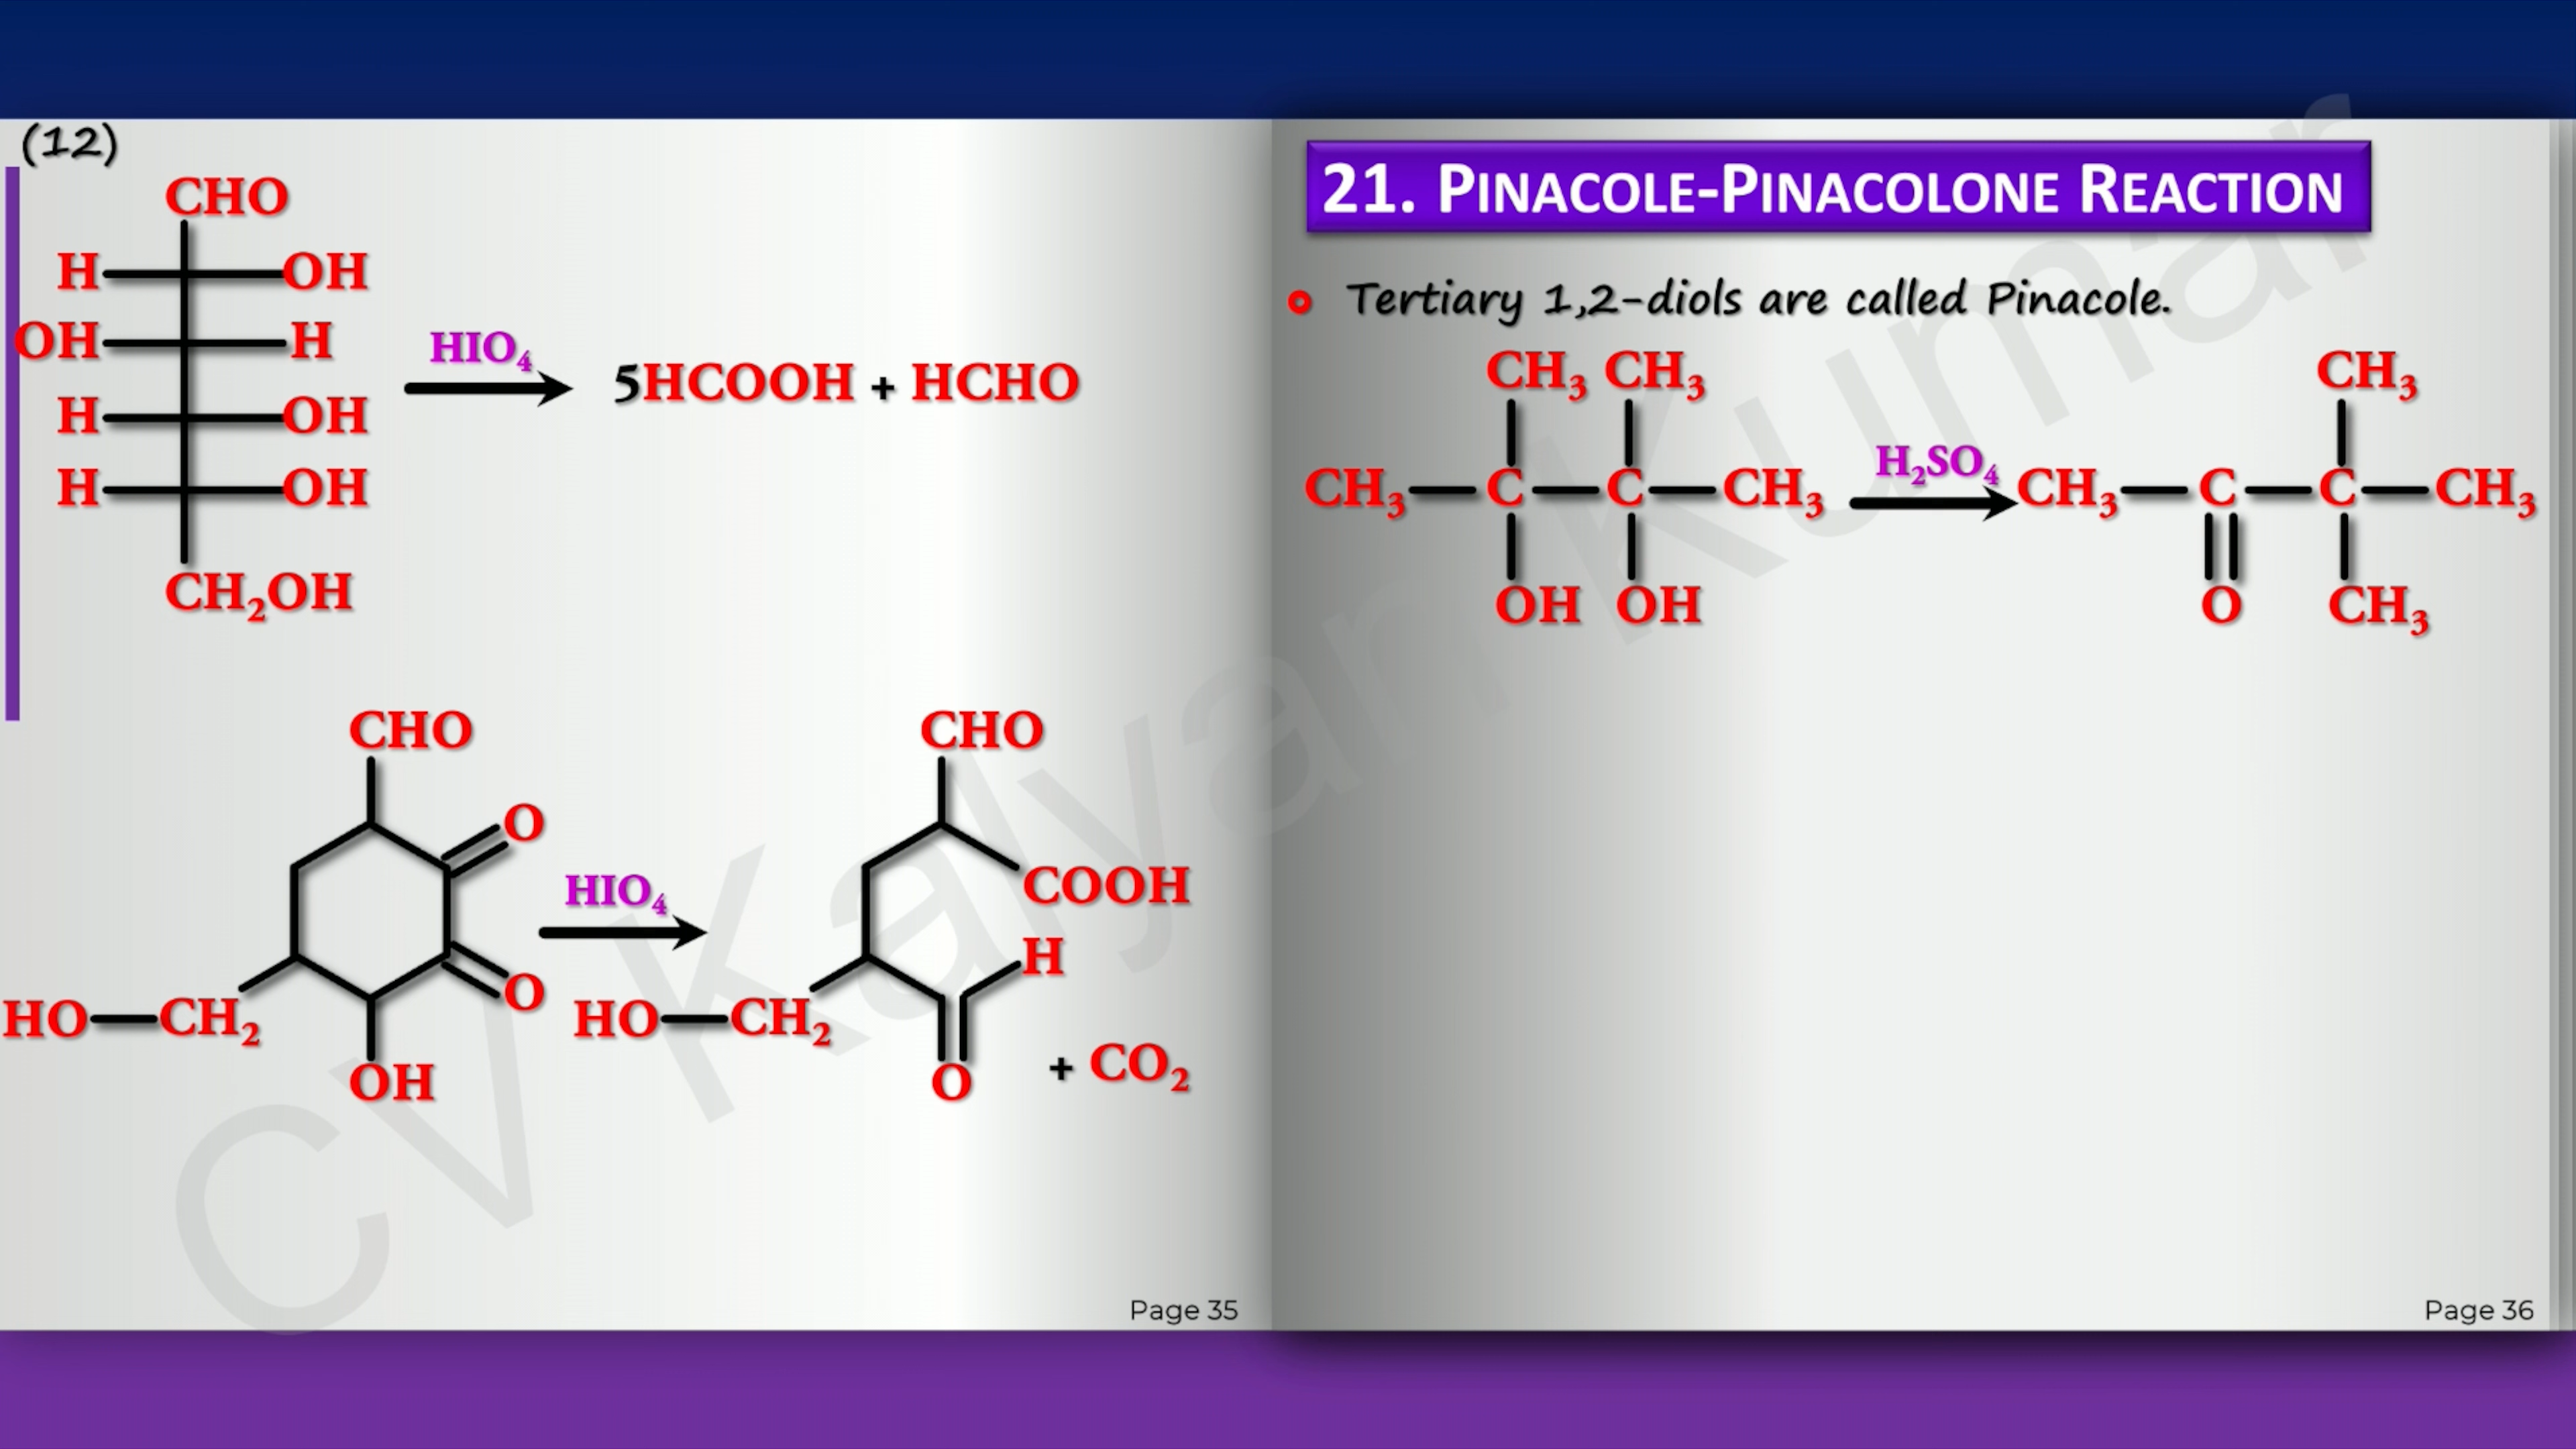 (12)
CHO
H OH
OH H
H OH
H OH
CH₂OH
HIO₄
5HCOOH + HCHO
CHO
O
O
HO CH₂
OH
HIO₄
CHO
COOH
H
HO CH₂
O
+ CO₂
Page 35
21. PINACOLE-PINACOLONE REACTION
Tertiary 1,2-diols are called Pinacole.
CH₃ CH₃
CH₃ C C CH₃
OH OH
H₂SO₄
CH₃
CH₃ C C CH₃
O CH₃
Page 36
CV Kalyan Kumar